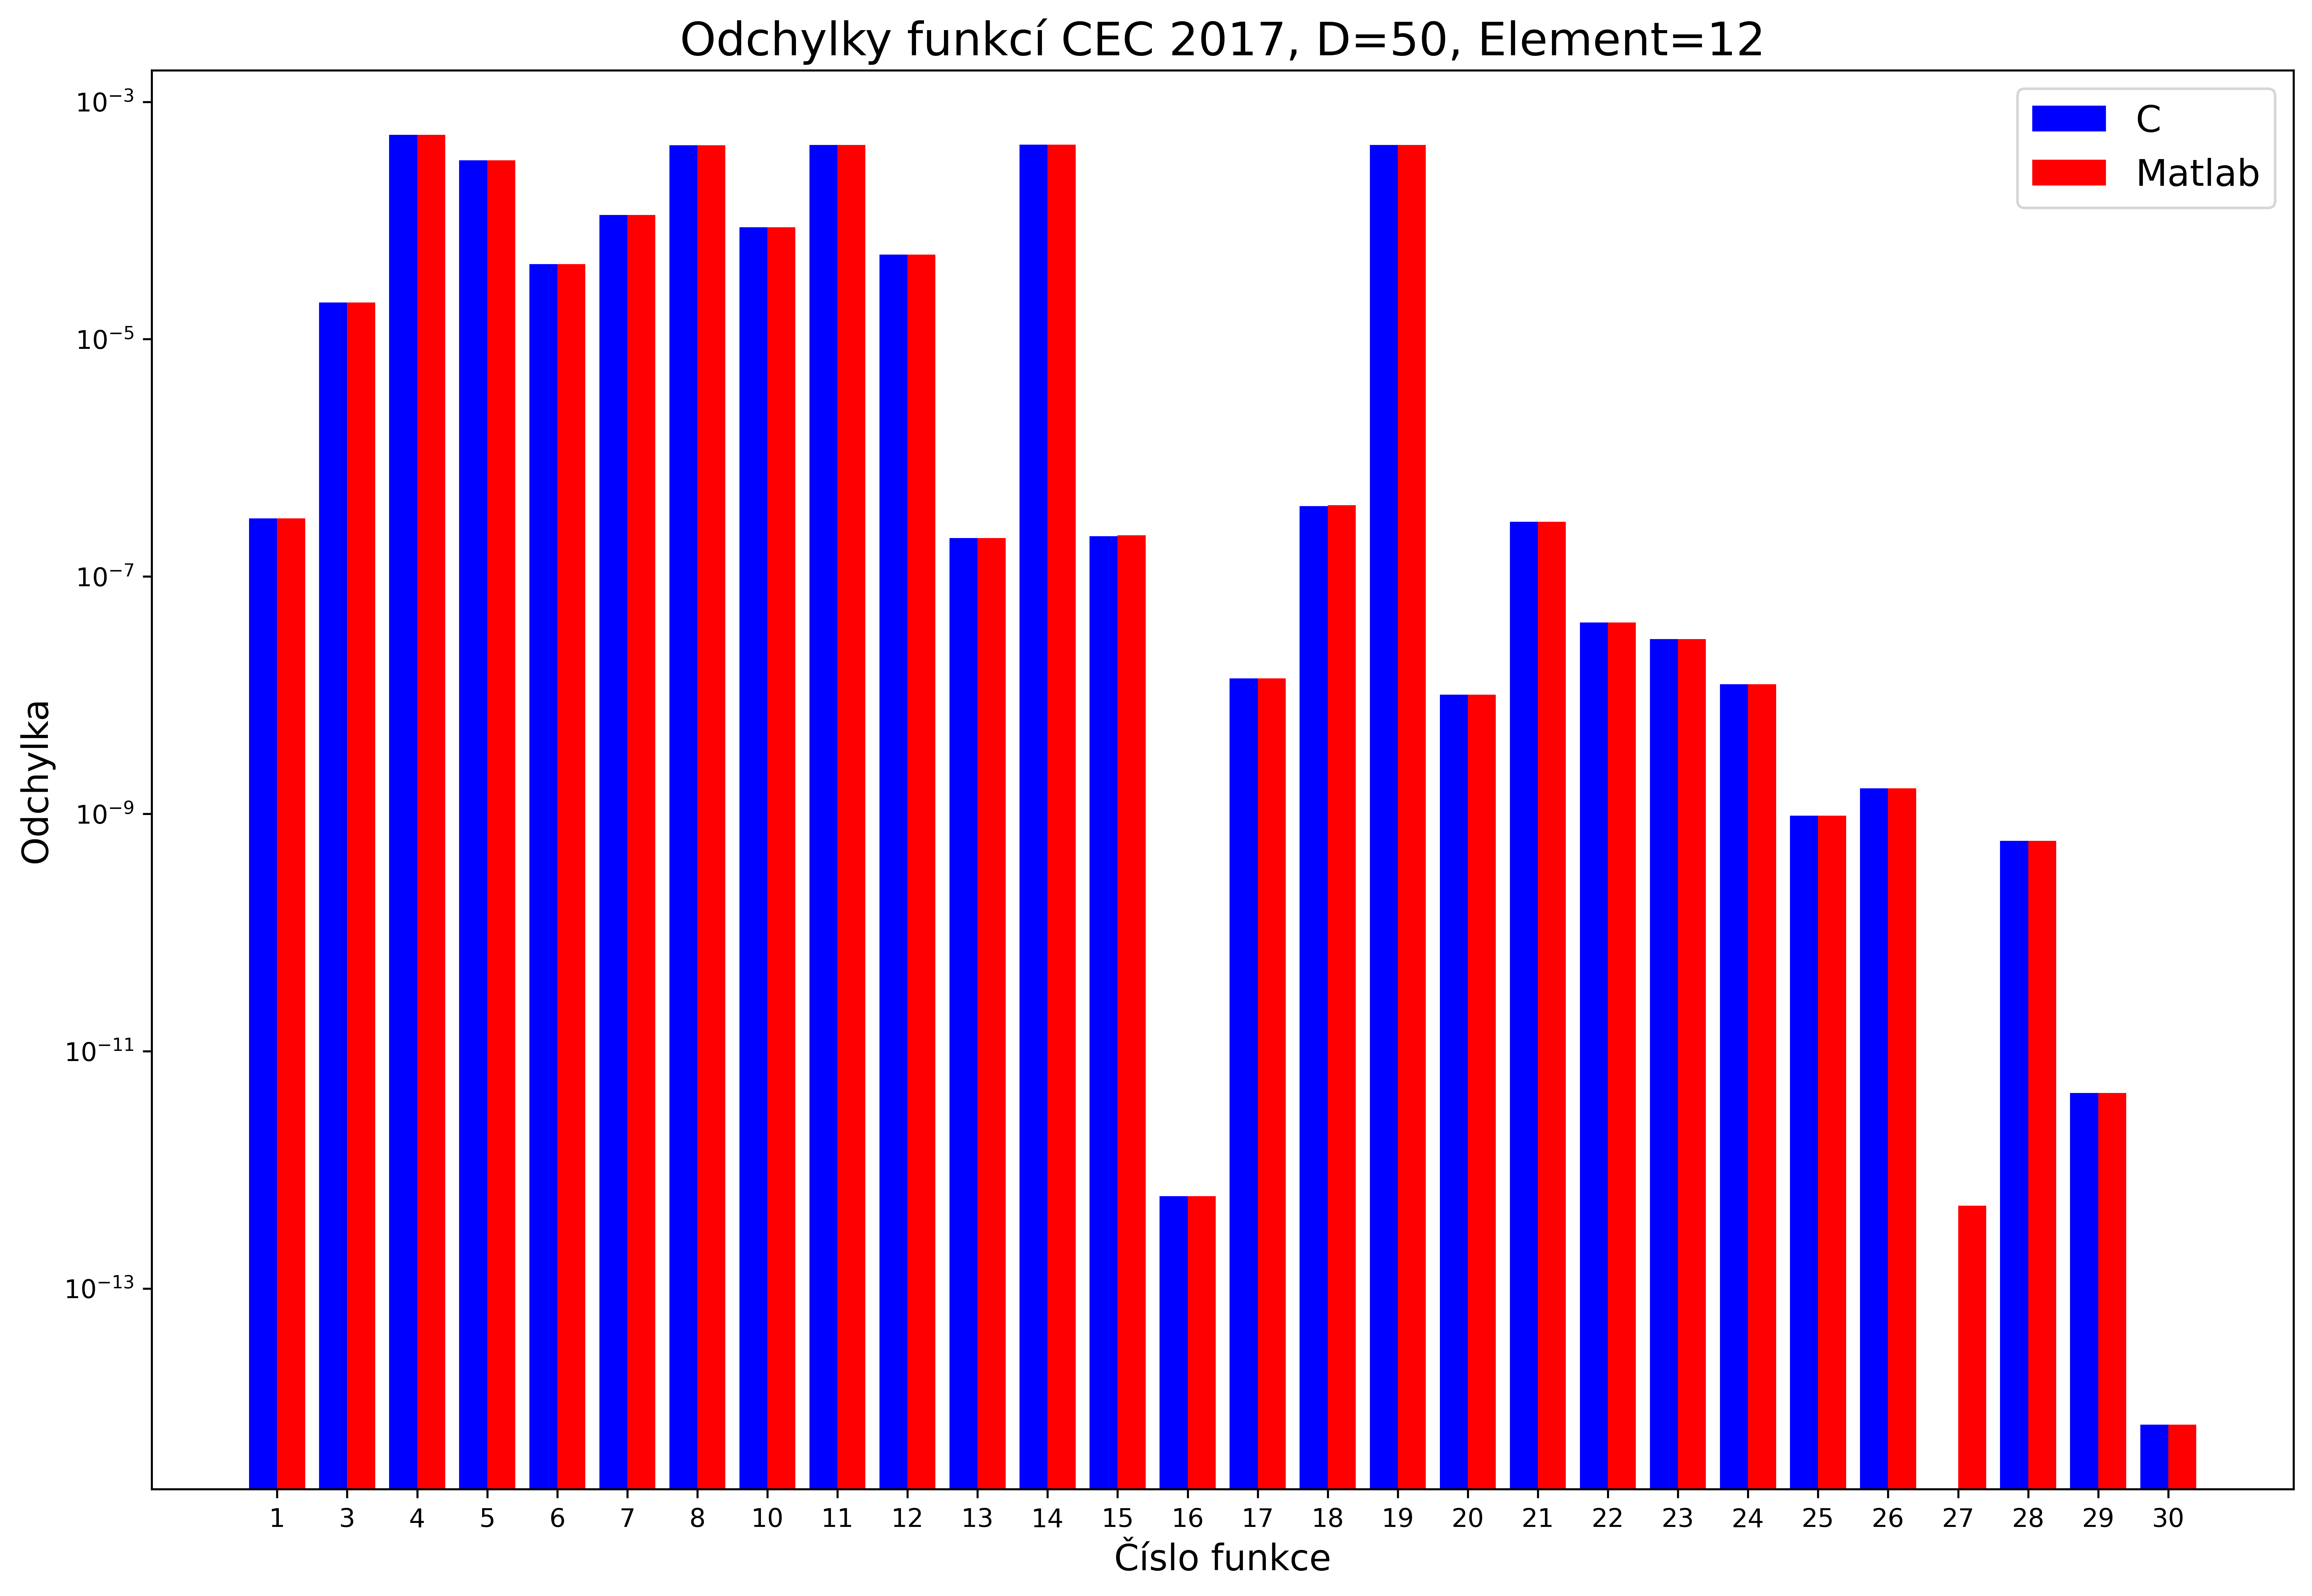 Odchylky funkcí CEC 2017, D=50, Element=12
C
Matlab
10⁻³
10⁻⁵
10⁻⁷
10⁻⁹
10⁻¹¹
10⁻¹³
Odchylka
1 3 4 5 6 7 8 10 11 12 13 14 15 16 17 18 19 20 21 22 23 24 25 26 27 28 29 30
Číslo funkce